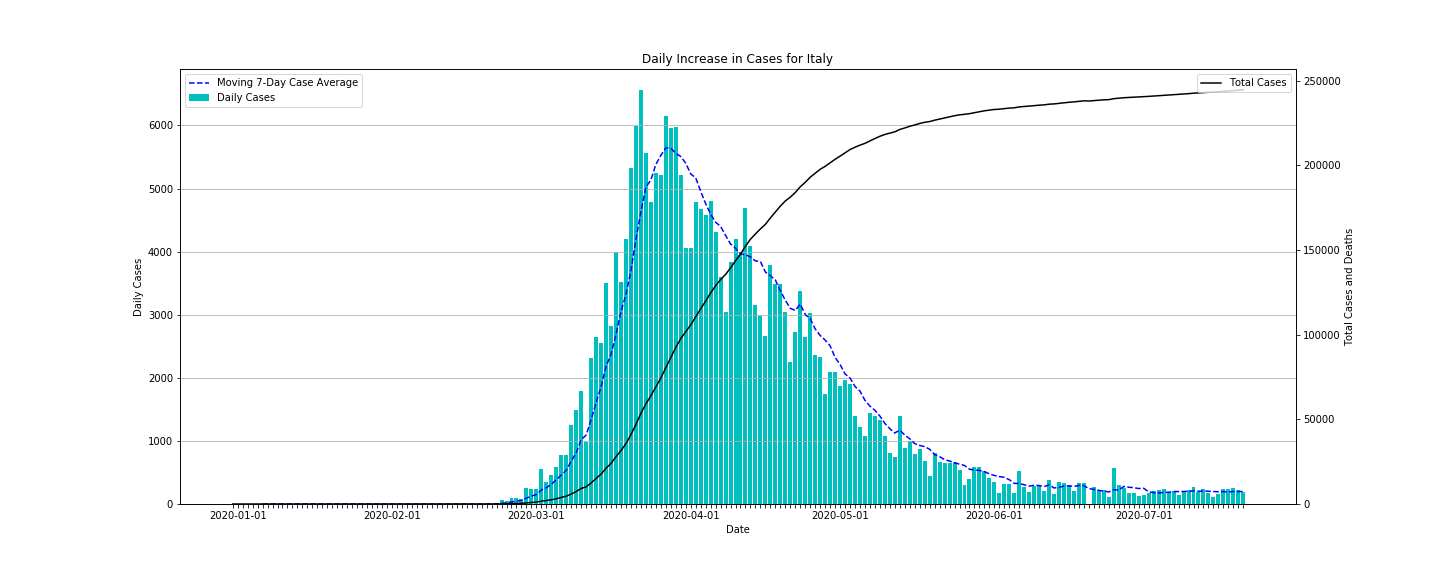 Daily Increase in Cases for Italy
Moving 7-Day Case Average
Daily Cases
Total Cases
6000
5000
4000
3000
2000
1000
0
Daily Cases
250000
200000
150000
100000
50000
0
Total Cases and Deaths
2020-01-01
2020-02-01
2020-03-01
2020-04-01
2020-05-01
2020-06-01
2020-07-01
Date